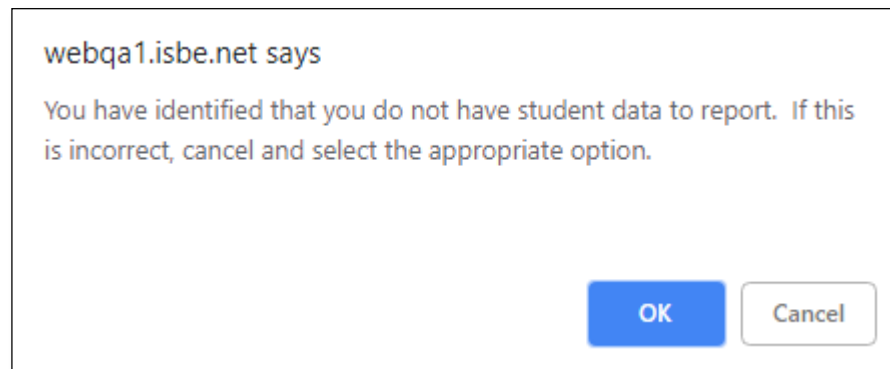 webqa1.isbe.net says
You have identified that you do not have student data to report.  If this
is incorrect, cancel and select the appropriate option.
OK
Cancel